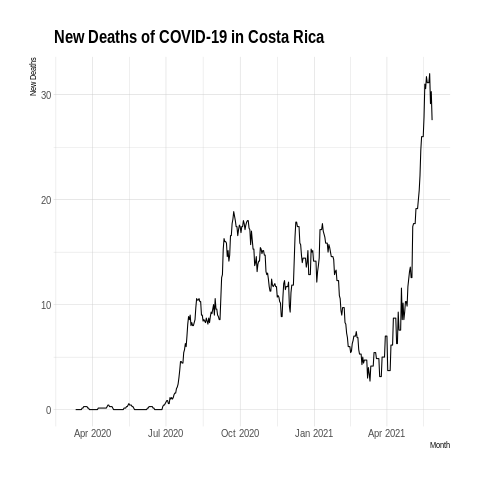 New Deaths of COVID-19 in Costa Rica
New Deaths
30
20
10
0
Apr 2020 Jul 2020 Oct 2020 Jan 2021 Apr 2021
Month